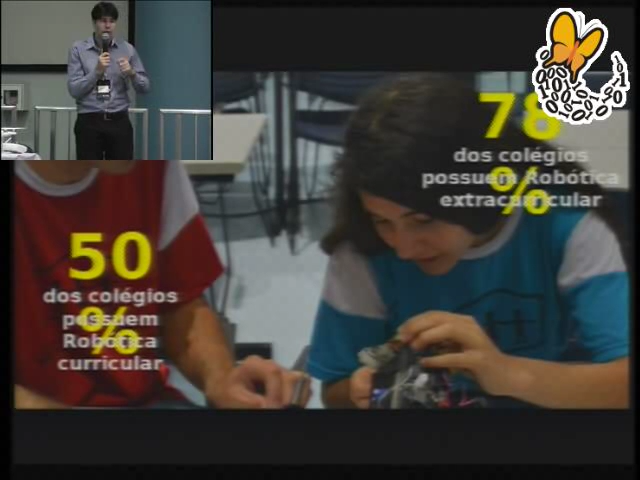 78
%
dos colégios
possuem Robótica
extracurricular
50
%
dos colégios
possuem
Robótica
curricular